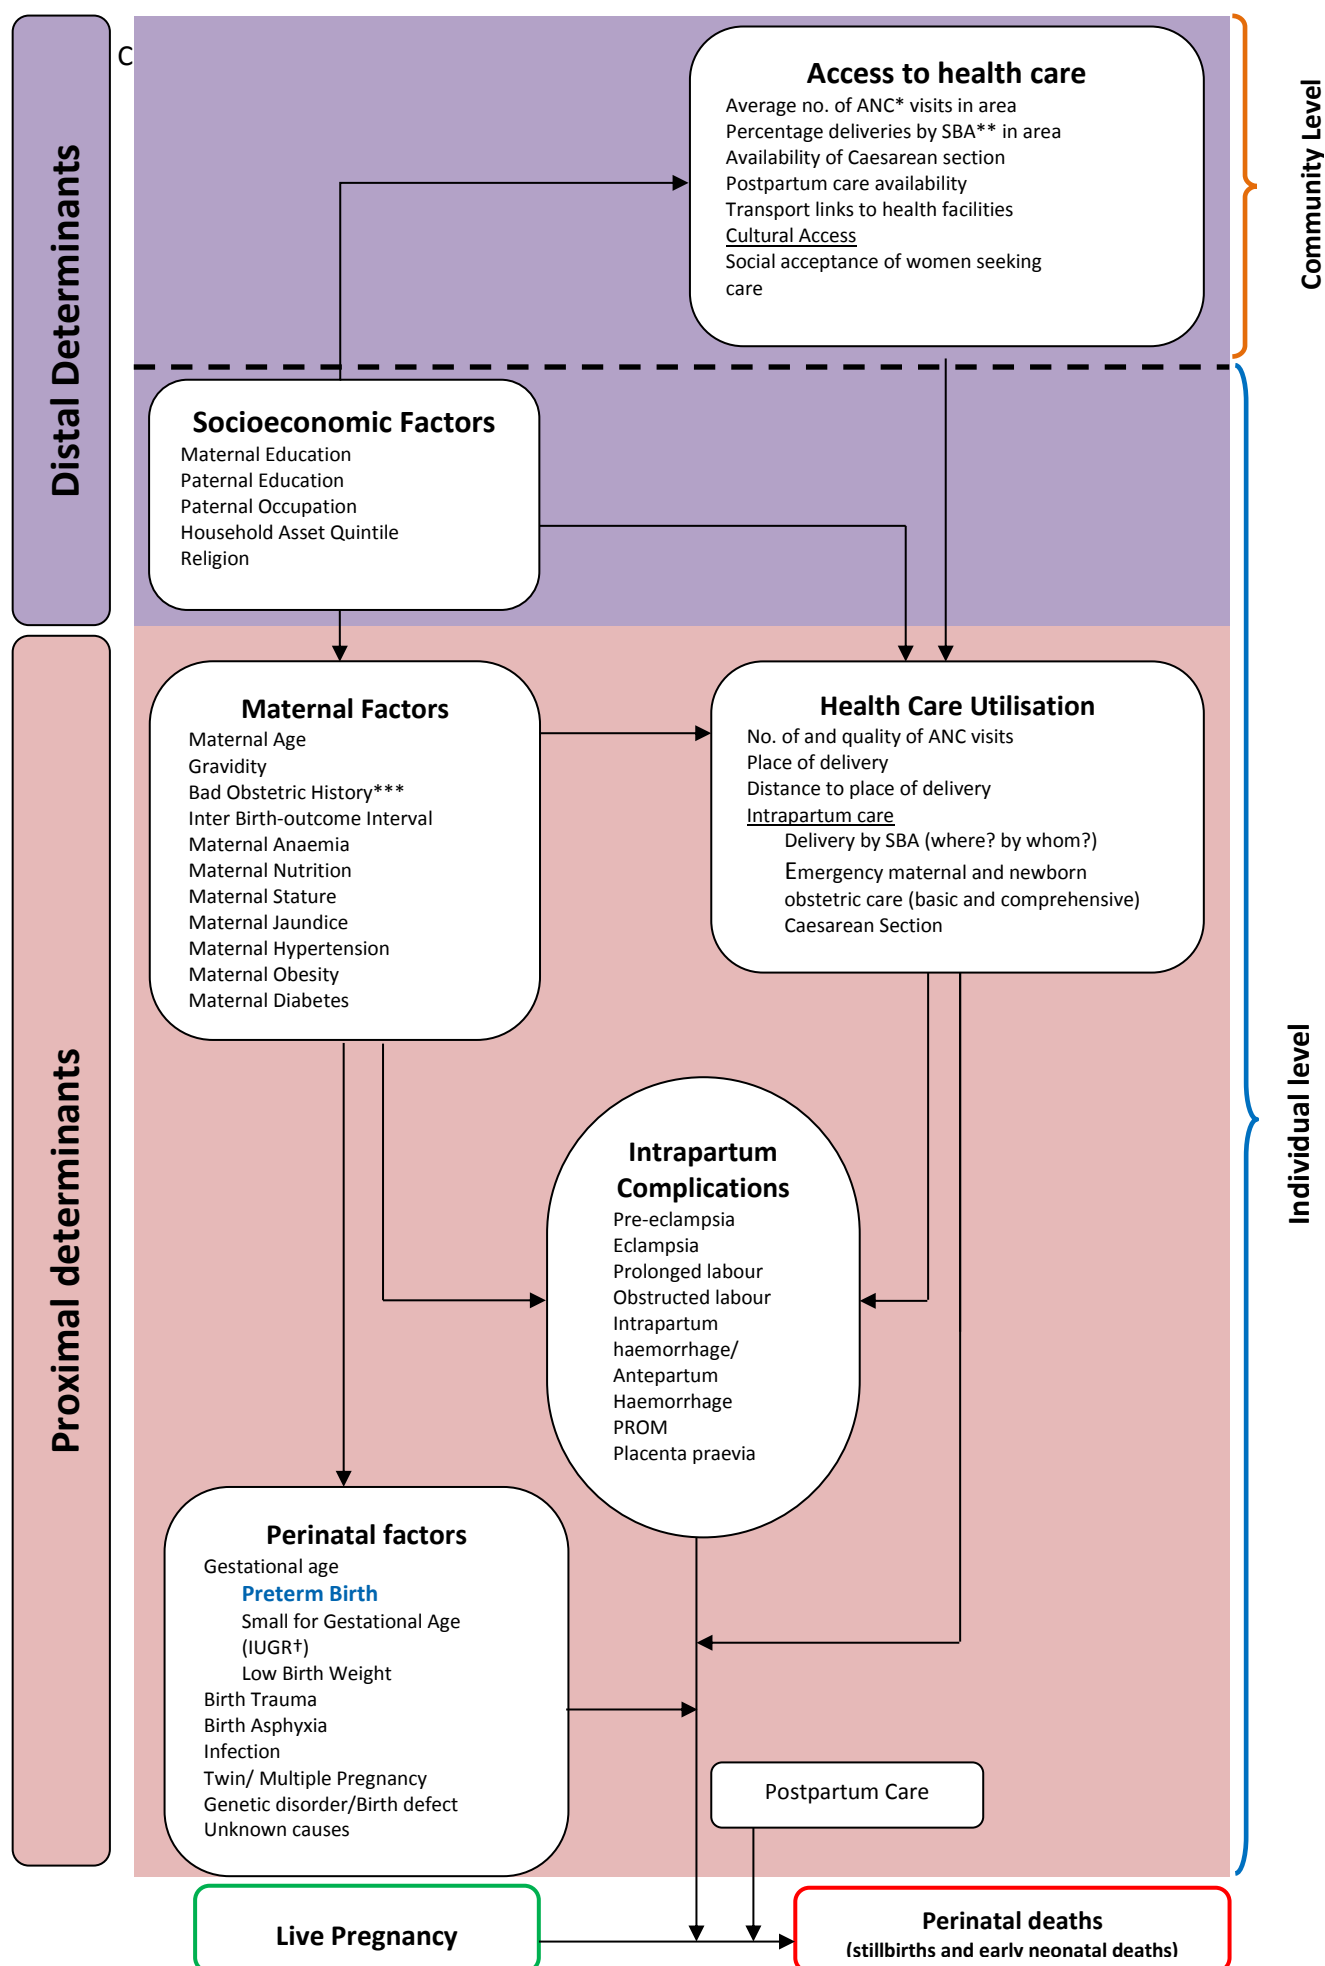 Distal Determinants
C
Access to health care
Average no. of ANC* visits in area
Percentage deliveries by SBA** in area
Availability of Caesarean section
Postpartum care availability
Transport links to health facilities
Cultural Access
Social acceptance of women seeking
care
Community Level
Socioeconomic Factors
Maternal Education
Paternal Education
Paternal Occupation
Household Asset Quintile
Religion
Proximal determinants
Maternal Factors
Maternal Age
Gravidity
Bad Obstetric History***
Inter Birth-outcome Interval
Maternal Anaemia
Maternal Nutrition
Maternal Stature
Maternal Jaundice
Maternal Hypertension
Maternal Obesity
Maternal Diabetes
Health Care Utilisation
No. of and quality of ANC visits
Place of delivery
Distance to place of delivery
Intrapartum care
Delivery by SBA (where? by whom?)
Emergency maternal and newborn
obstetric care (basic and comprehensive)
Caesarean Section
Individual level
Intrapartum
Complications
Pre-eclampsia
Eclampsia
Prolonged labour
Obstructed labour
Intrapartum
haemorrhage/
Antepartum
Haemorrhage
PROM
Placenta praevia
Perinatal factors
Gestational age
Preterm Birth
Small for Gestational Age
(IUGR†)
Low Birth Weight
Birth Trauma
Birth Asphyxia
Infection
Twin/ Multiple Pregnancy
Genetic disorder/Birth defect
Unknown causes
Postpartum Care
Live Pregnancy
Perinatal deaths
(stillbirths and early neonatal deaths)